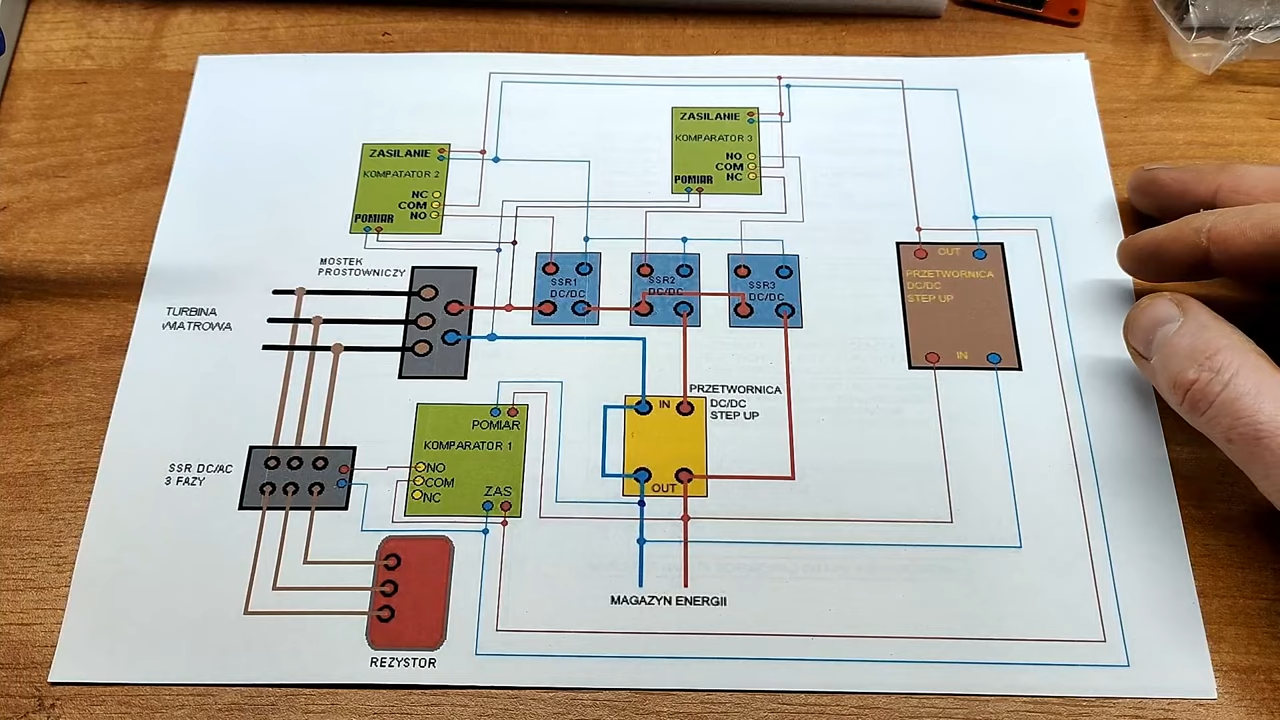 ZASILANIE
KOMPATATOR 2
NC
COM
NO
POMIAR
ZASILANIE
KOMPARATOR 3
NO
COM
NC
POMIAR
MOSTEK
PROSTOWNICZY
TURBINA
WIATROWA
SSR1
DC/DC
SSR2
DC/DC
SSR3
DC/DC
OUT
PRZETWORNICA
DC/DC
STEP UP
IN
PRZETWORNICA
DC/DC
STEP UP
IN
OUT
POMIAR
KOMPARATOR 1
NO
COM
NC
ZAS
SSR DC/AC
3 FAZY
REZYSTOR
MAGAZYN ENERGII